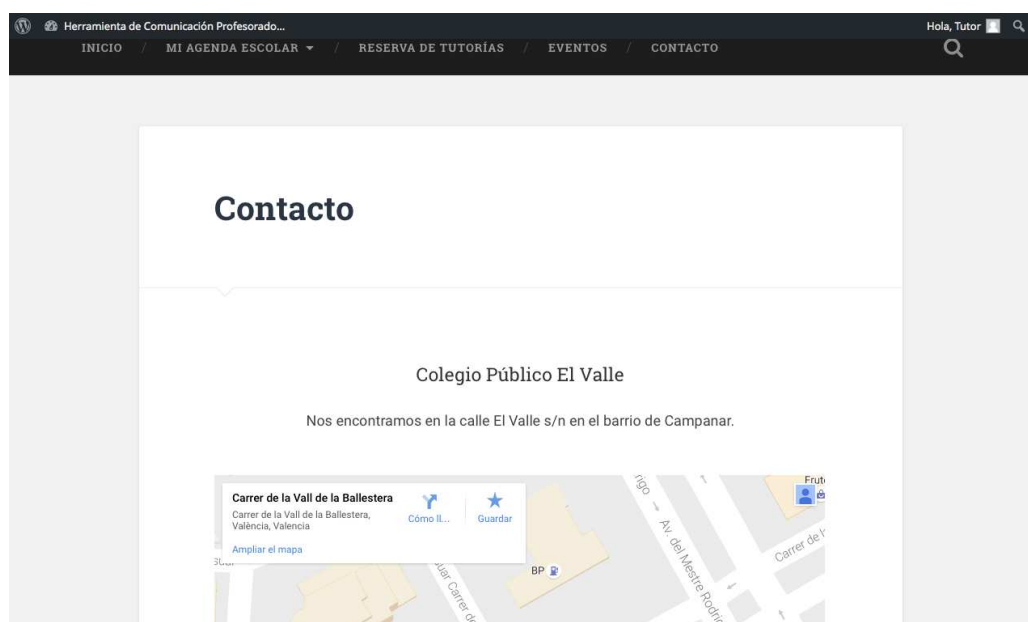 Herramienta de Comunicación Profesorado...
Hola, Tutor
INICIO / MI AGENDA ESCOLAR / RESERVA DE TUTORÍAS / EVENTOS / CONTACTO
Contacto
Colegio Público El Valle
Nos encontramos en la calle El Valle s/n en el barrio de Campanar.
Carrer de la Vall de la Ballestera
Carrer de la Vall de la Ballestera,
València, Valencia
Cómo ll...
Guardar
Ampliar el mapa
Frut
BP
Av. del Mestre Rodrigo
Carrer de l